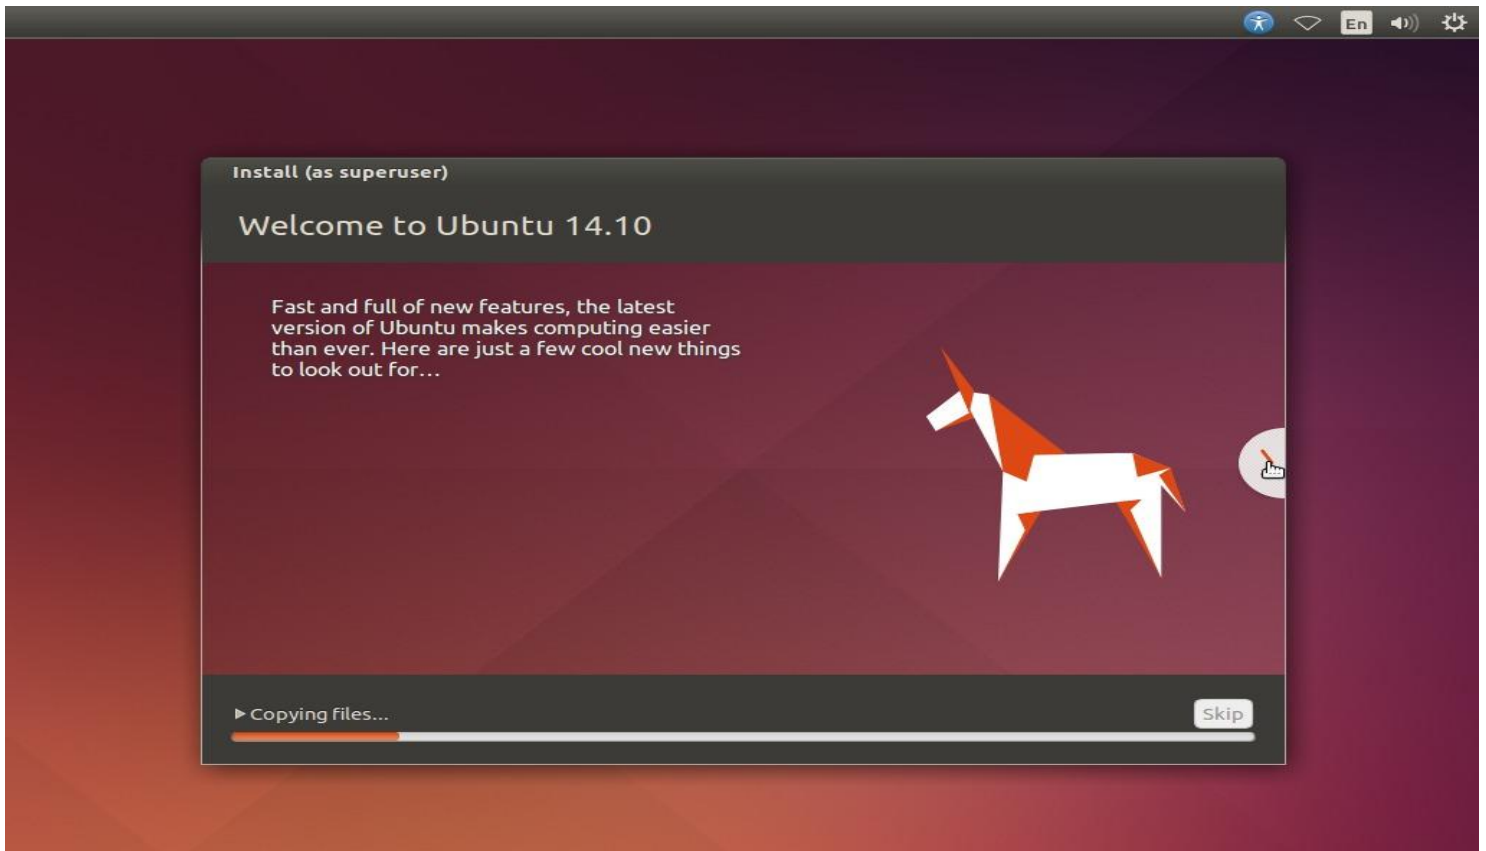 En
Install (as superuser)
Welcome to Ubuntu 14.10
Fast and full of new features, the latest
version of Ubuntu makes computing easier
than ever. Here are just a few cool new things
to look out for...
Copying files...
Skip